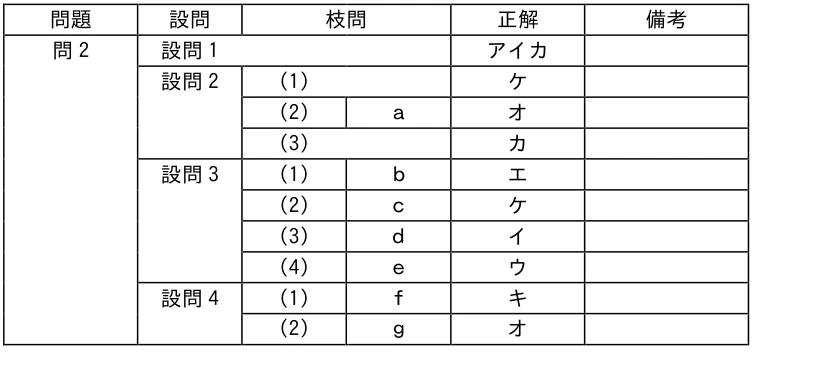 問題 設問 枝問 正解 備考
問2 設問1 アイカ
設問2 (1) ケ
(2) a オ
(3) カ
設問3 (1) b エ
(2) c ケ
(3) d イ
(4) e ウ
設問4 (1) f キ
(2) g オ